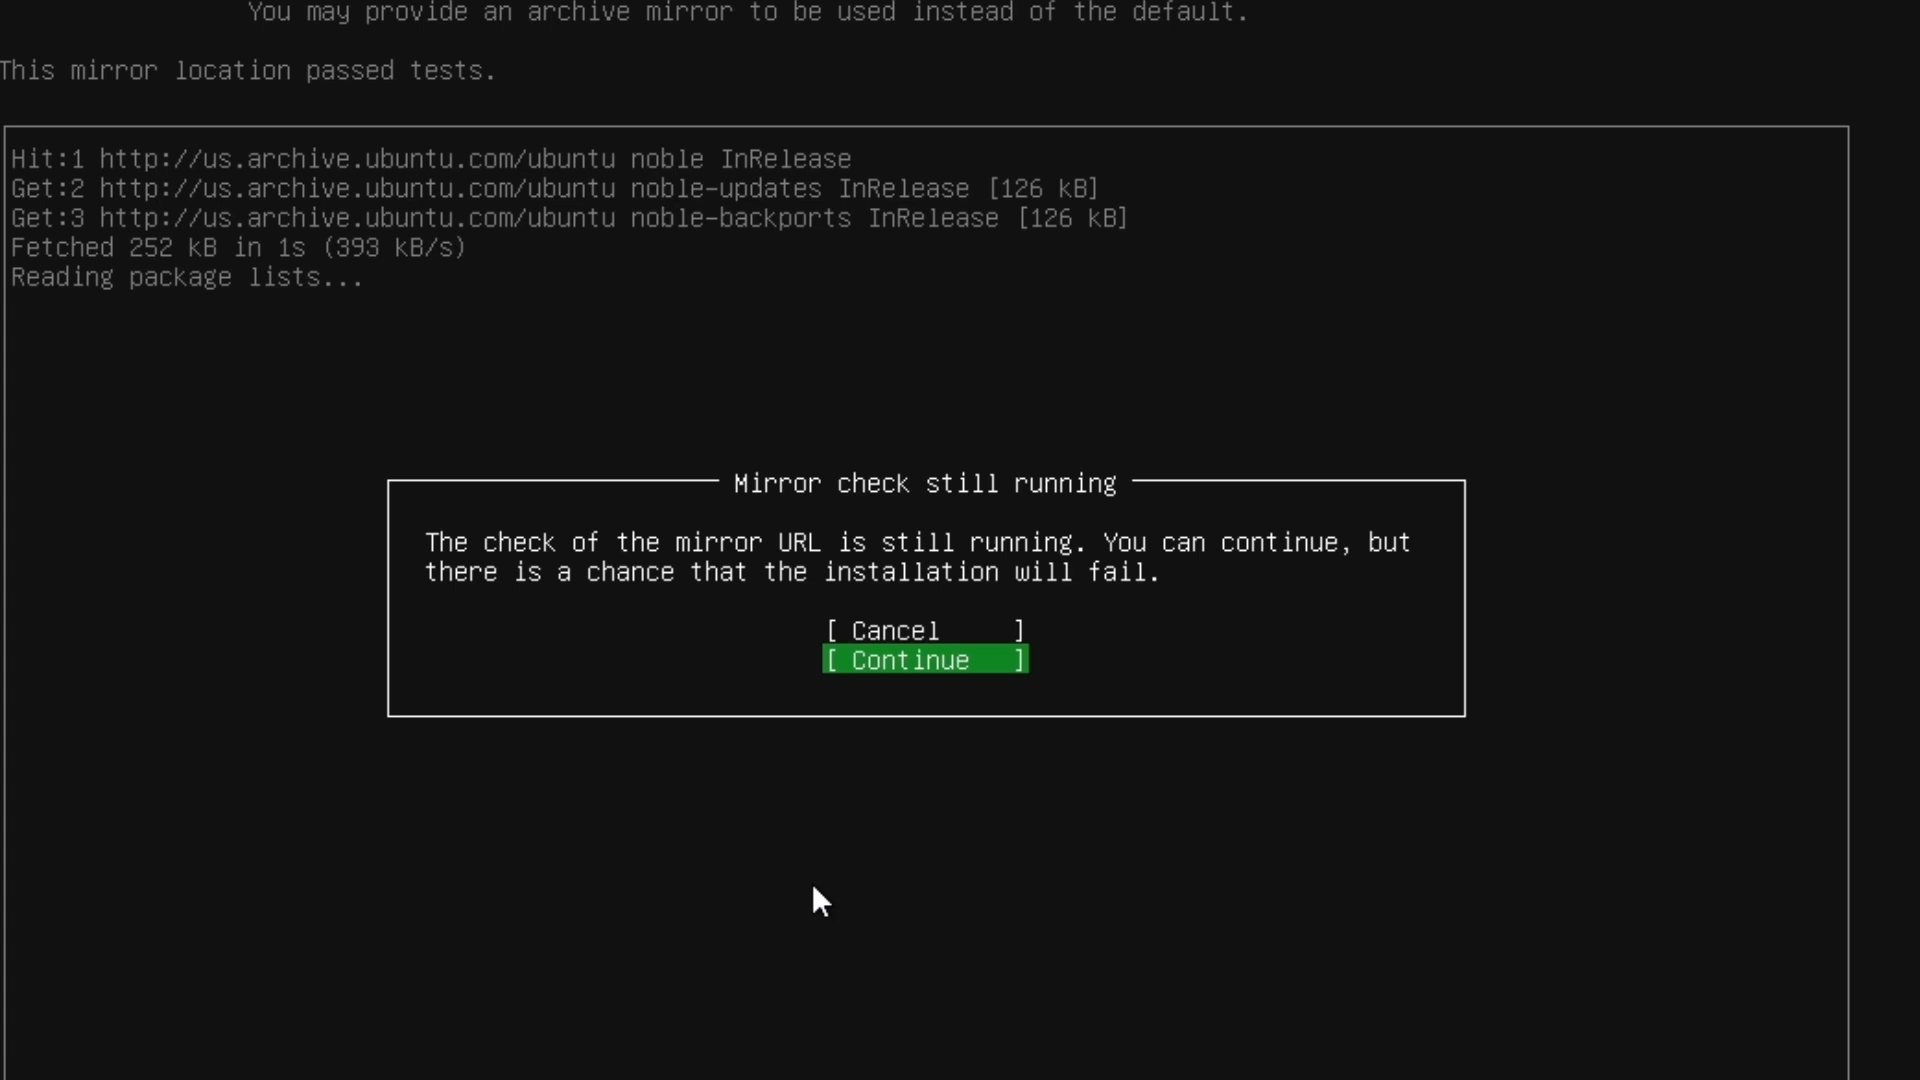 You may provide an archive mirror to be used instead of the default.
This mirror location passed tests.
Hit:1 http://us.archive.ubuntu.com/ubuntu noble InRelease
Get:2 http://us.archive.ubuntu.com/ubuntu noble-updates InRelease [126 kB]
Get:3 http://us.archive.ubuntu.com/ubuntu noble-backports InRelease [126 kB]
Fetched 252 kB in 1s (393 kB/s)
Reading package lists...
Mirror check still running
The check of the mirror URL is still running. You can continue, but
there is a chance that the installation will fail.
[ Cancel ]
[ Continue ]